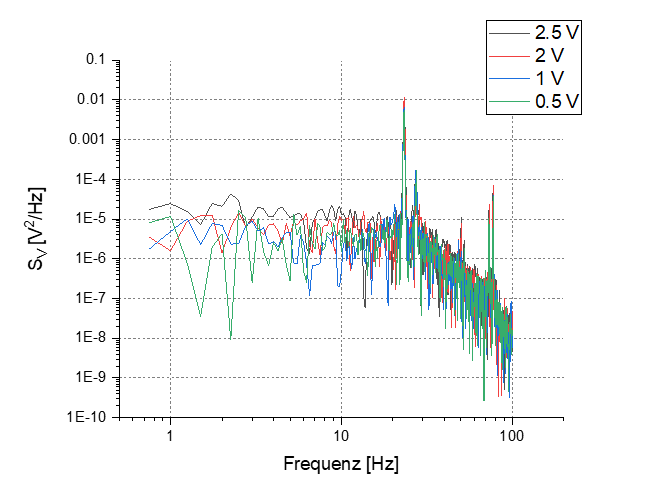 2.5 V
2 V
1 V
0.5 V
0.1
0.01
0.001
1E-4
1E-5
1E-6
1E-7
1E-8
1E-9
1E-10
S_V [V²/Hz]
1
10
100
Frequenz [Hz]